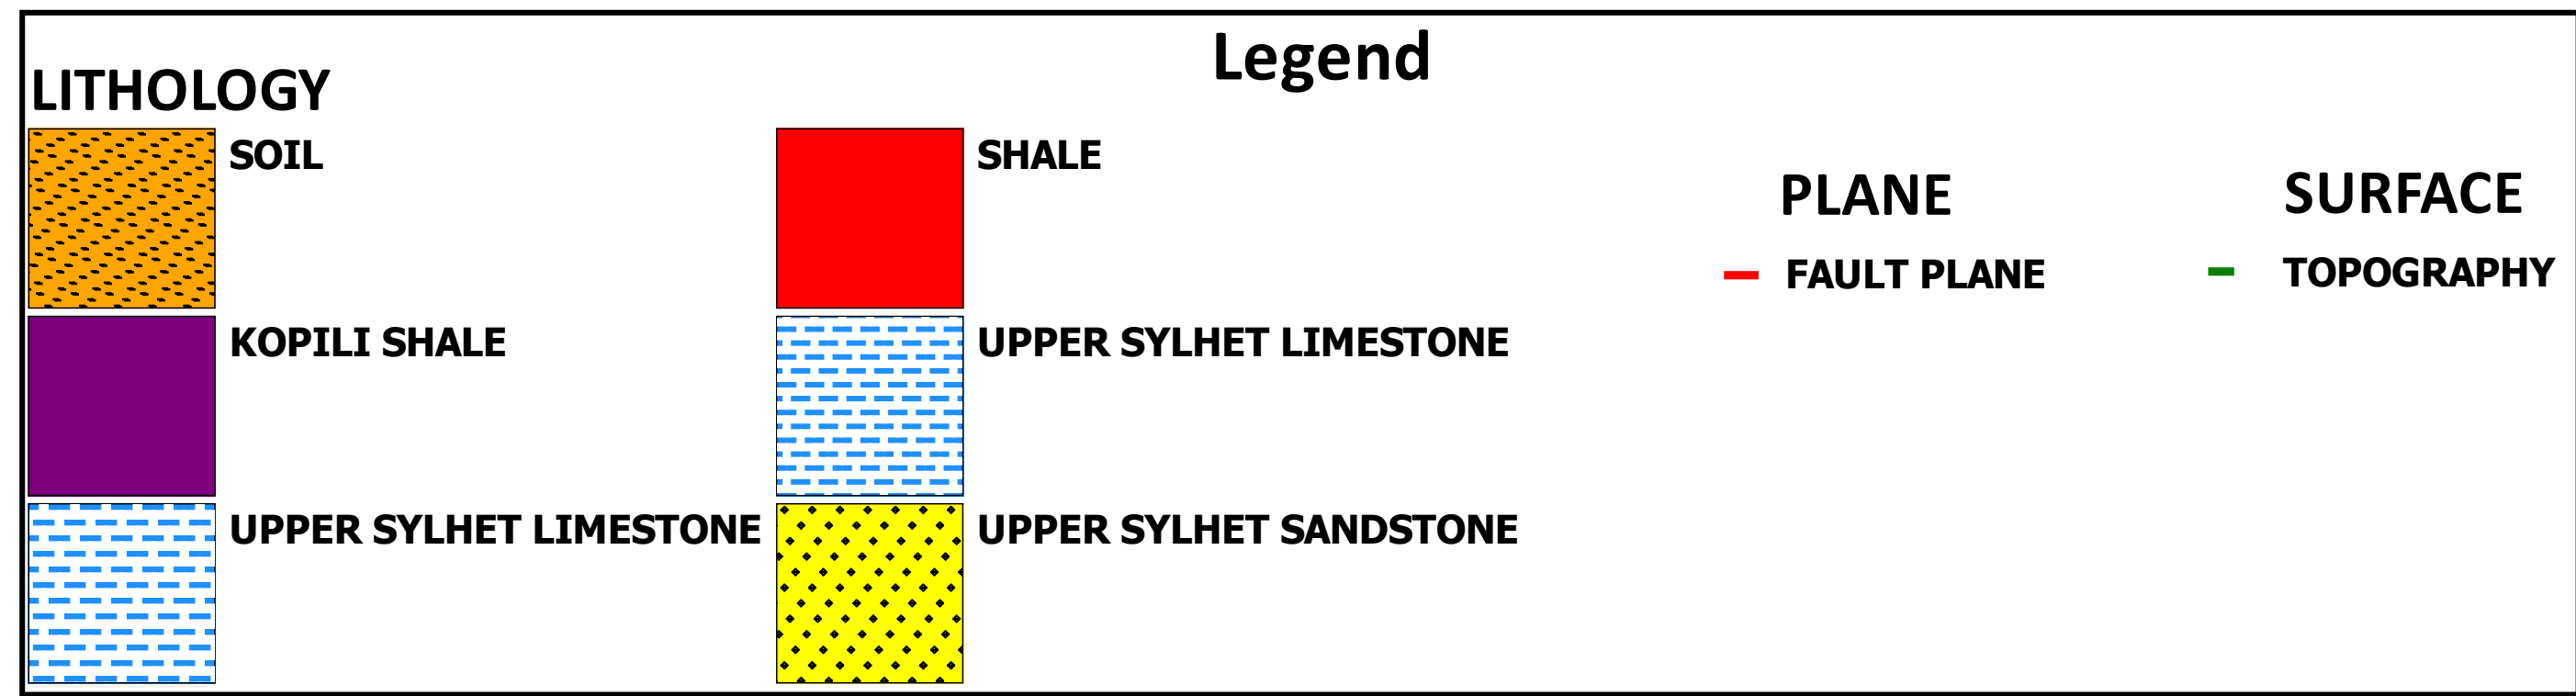 Legend
LITHOLOGY
SOIL
SHALE
KOPILI SHALE
UPPER SYLHET LIMESTONE
UPPER SYLHET LIMESTONE
UPPER SYLHET SANDSTONE
PLANE
FAULT PLANE
SURFACE
TOPOGRAPHY